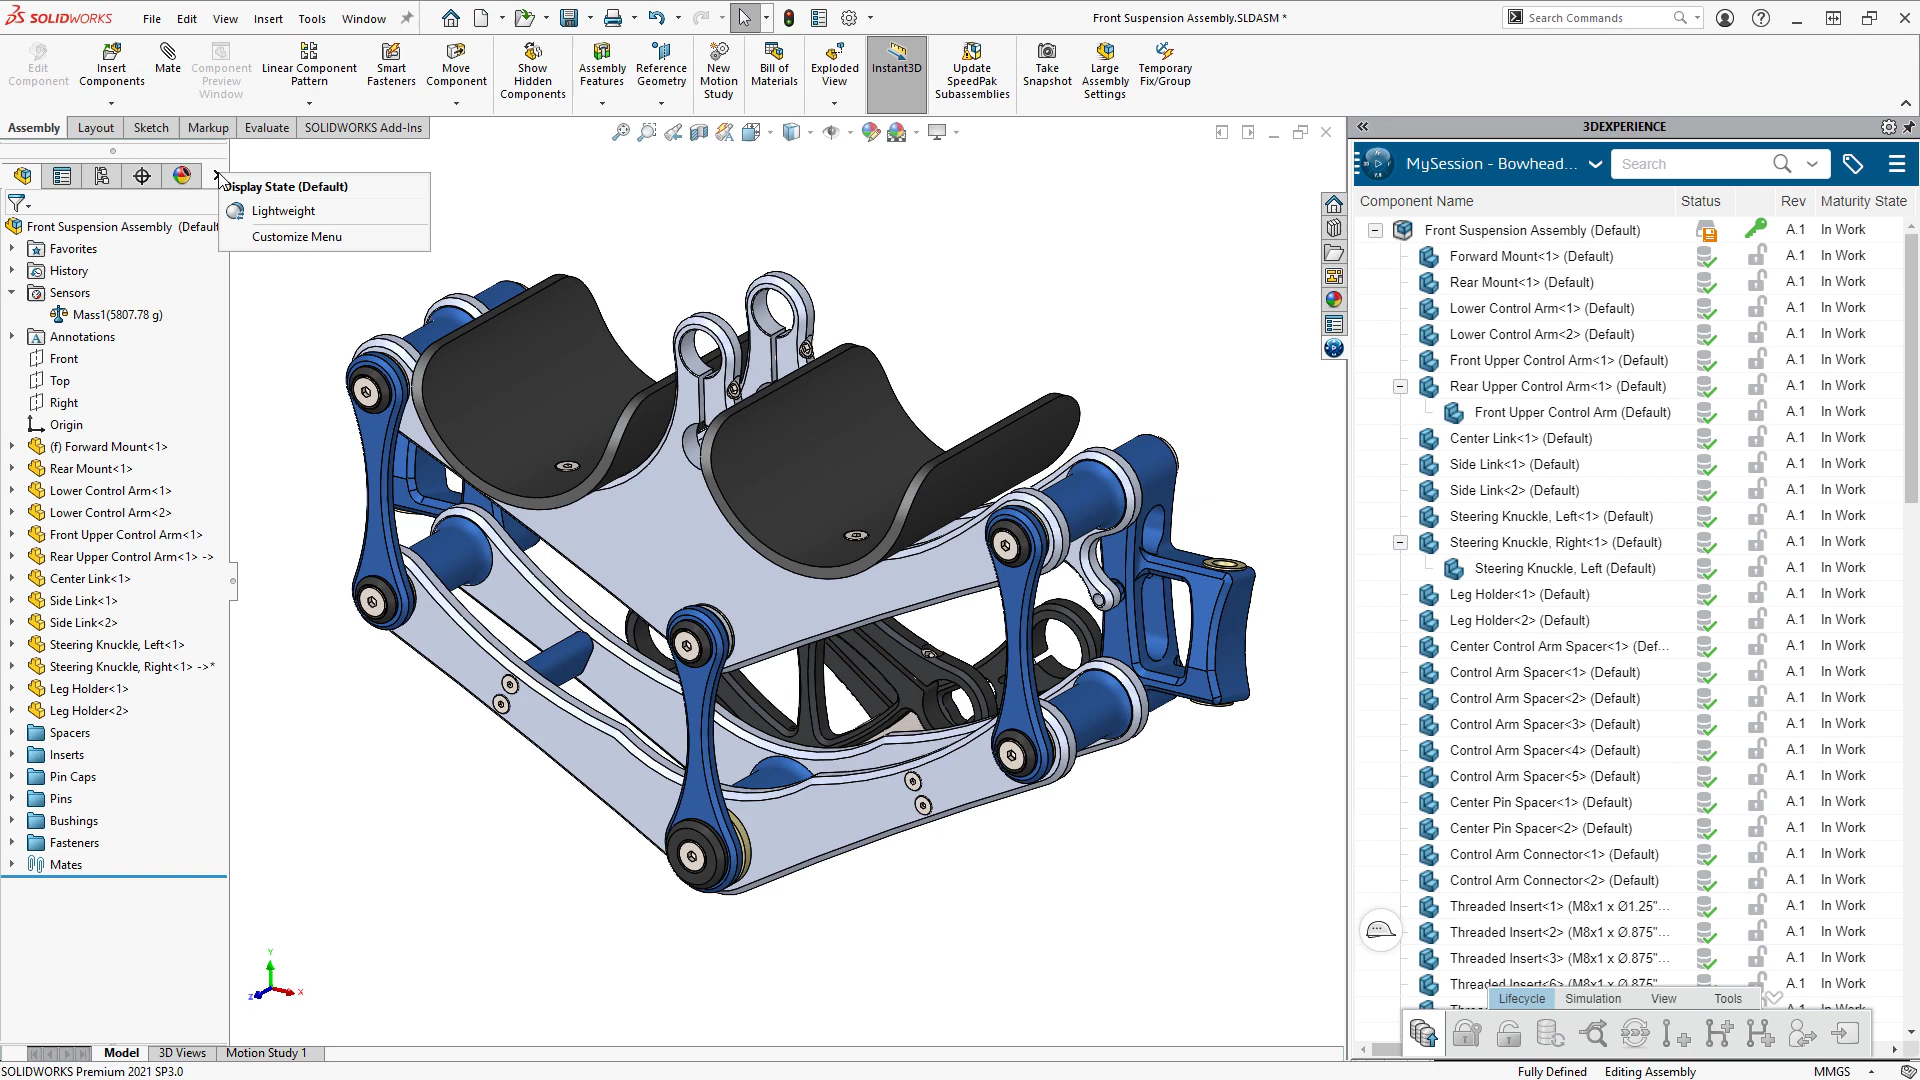 SOLIDWORKS
File Edit View Insert Tools Window
Front Suspension Assembly.SLDASM *
Search Commands
Edit Component
Insert Components
Mate
Component Preview Window
Linear Component Pattern
Smart Fasteners
Move Component
Show Hidden Components
Assembly Features
Reference Geometry
New Motion Study
Bill of Materials
Exploded View
Instant3D
Update SpeedPak Subassemblies
Take Snapshot
Large Assembly Settings
Temporary Fix/Group
Assembly Layout Sketch Markup Evaluate SOLIDWORKS Add-Ins
Display State (Default)
Lightweight
Customize Menu
Front Suspension Assembly (Defaul
Favorites
History
Sensors
Mass1(5807.78 g)
Annotations
Front
Top
Right
Origin
(f) Forward Mount<1>
Rear Mount<1>
Lower Control Arm<1>
Lower Control Arm<2>
Front Upper Control Arm<1>
Rear Upper Control Arm<1> ->
Center Link<1>
Side Link<1>
Side Link<2>
Steering Knuckle, Left<1>
Steering Knuckle, Right<1> ->*
Leg Holder<1>
Leg Holder<2>
Spacers
Inserts
Pin Caps
Pins
Bushings
Fasteners
Mates
Y
X
Z
Model 3D Views Motion Study 1
SOLIDWORKS Premium 2021 SP3.0
3DEXPERIENCE
MySession - Bowhead...
Search
Component Name Status Rev Maturity State
Front Suspension Assembly (Default) A.1 In Work
Forward Mount<1> (Default) A.1 In Work
Rear Mount<1> (Default) A.1 In Work
Lower Control Arm<1> (Default) A.1 In Work
Lower Control Arm<2> (Default) A.1 In Work
Front Upper Control Arm<1> (Default) A.1 In Work
Rear Upper Control Arm<1> (Default) A.1 In Work
Front Upper Control Arm (Default) A.1 In Work
Center Link<1> (Default) A.1 In Work
Side Link<1> (Default) A.1 In Work
Side Link<2> (Default) A.1 In Work
Steering Knuckle, Left<1> (Default) A.1 In Work
Steering Knuckle, Right<1> (Default) A.1 In Work
Steering Knuckle, Left (Default) A.1 In Work
Leg Holder<1> (Default) A.1 In Work
Leg Holder<2> (Default) A.1 In Work
Center Control Arm Spacer<1> (Def... A.1 In Work
Control Arm Spacer<1> (Default) A.1 In Work
Control Arm Spacer<2> (Default) A.1 In Work
Control Arm Spacer<3> (Default) A.1 In Work
Control Arm Spacer<4> (Default) A.1 In Work
Control Arm Spacer<5> (Default) A.1 In Work
Center Pin Spacer<1> (Default) A.1 In Work
Center Pin Spacer<2> (Default) A.1 In Work
Control Arm Connector<1> (Default) A.1 In Work
Control Arm Connector<2> (Default) A.1 In Work
Threaded Insert<1> (M8x1 x Ø1.25"... A.1 In Work
Threaded Insert<2> (M8x1 x Ø.875"... A.1 In Work
Threaded Insert<3> (M8x1 x Ø.875"... A.1 In Work
Threaded Insert<6> (M8x1 x Ø.875" A.1 In Work
Lifecycle Simulation View Tools
Fully Defined Editing Assembly MMGS